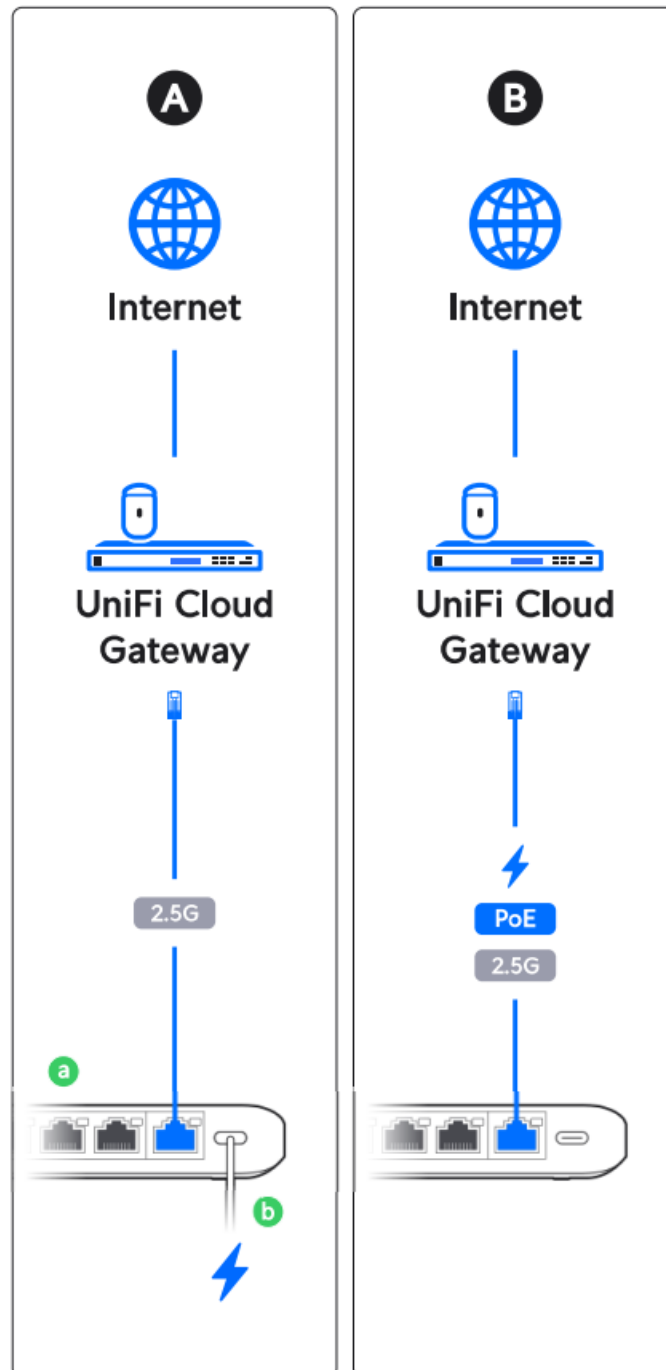 A
Internet
UniFi Cloud
Gateway
2.5G
a
b
B
Internet
UniFi Cloud
Gateway
PoE
2.5G